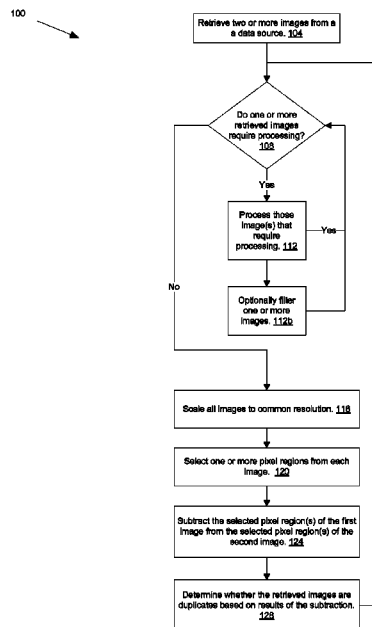 100
Retrieve two or more images from a
a data source. 104
Do one or more
retrieved images
require processing?
108
Yes
Process those
image(s) that
require
processing. 112
Yes
Optionally filter
one or more
images. 112b
No
Scale all images to common resolution. 116
Select one or more pixel regions from each
image. 120
Subtract the selected pixel region(s) of the first
image from the selected pixel region(s) of the
second image. 124
Determine whether the retrieved images are
duplicates based on results of the subtraction.
128